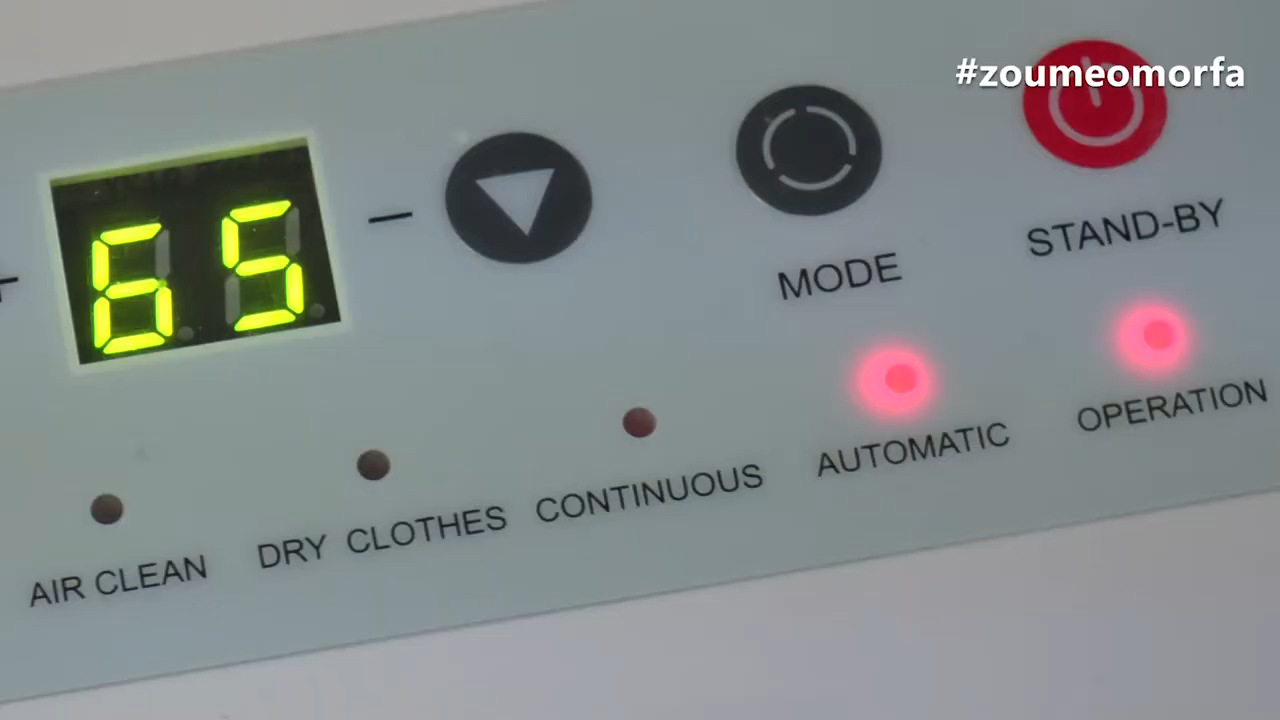 #zoumeomorfa
65
MODE
STAND-BY
AIR CLEAN
DRY CLOTHES
CONTINUOUS
AUTOMATIC
OPERATION